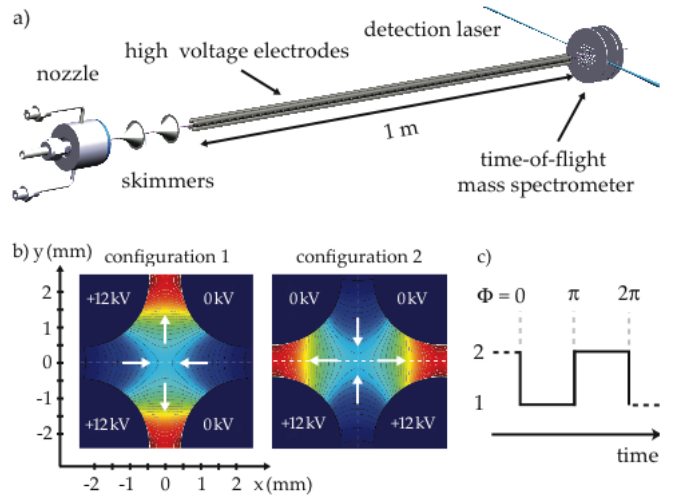 a)
detection laser
high voltage electrodes
nozzle
1 m
skimmers
time-of-flight
mass spectrometer
b) y (mm)
configuration 1
configuration 2
c)
2
1
0
-1
-2
+12 kV
0 kV
+12 kV
0 kV
0 kV
0 kV
+12 kV
+12 kV
-2
-1
0
1
2
x (mm)
Φ = 0
π
2π
2
1
time